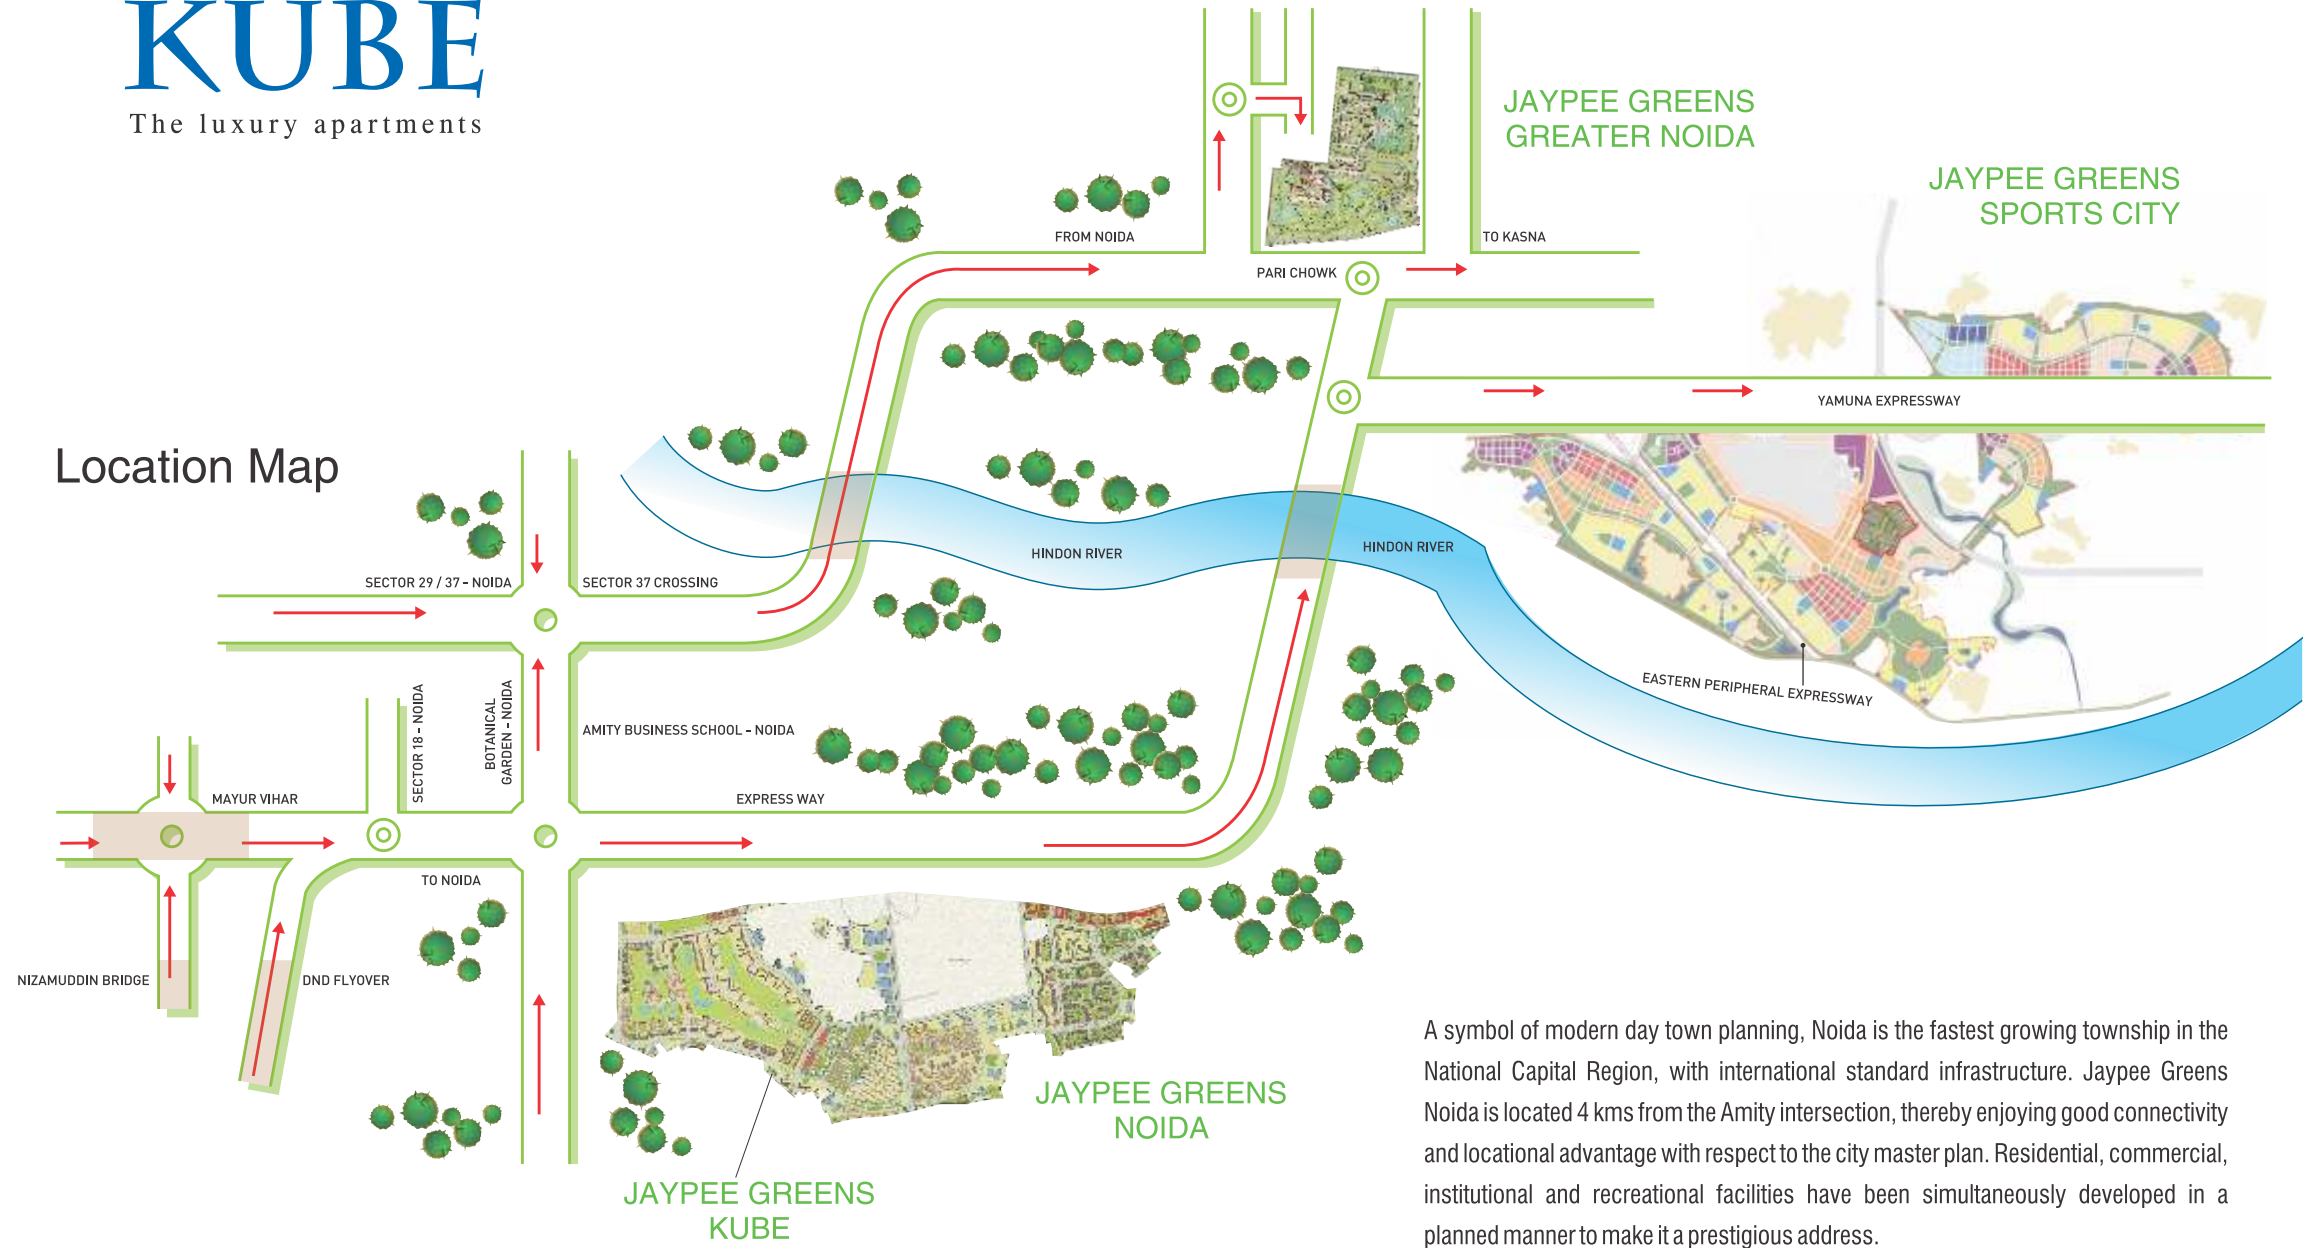 KUBE
The luxury apartments
JAYPEE GREENS
GREATER NOIDA
JAYPEE GREENS
SPORTS CITY
FROM NOIDA
TO KASNA
PARI CHOWK
YAMUNA EXPRESSWAY
Location Map
HINDON RIVER
HINDON RIVER
SECTOR 29 / 37 - NOIDA
SECTOR 37 CROSSING
EASTERN PERIPHERAL EXPRESSWAY
SECTOR 18 - NOIDA
BOTANICAL
GARDEN - NOIDA
AMITY BUSINESS SCHOOL - NOIDA
MAYUR VIHAR
EXPRESS WAY
TO NOIDA
NIZAMUDDIN BRIDGE
DND FLYOVER
JAYPEE GREENS
NOIDA
JAYPEE GREENS
KUBE
A symbol of modern day town planning, Noida is the fastest growing township in the
National Capital Region, with international standard infrastructure. Jaypee Greens
Noida is located 4 kms from the Amity intersection, thereby enjoying good connectivity
and locational advantage with respect to the city master plan. Residential, commercial,
institutional and recreational facilities have been simultaneously developed in a
planned manner to make it a prestigious address.